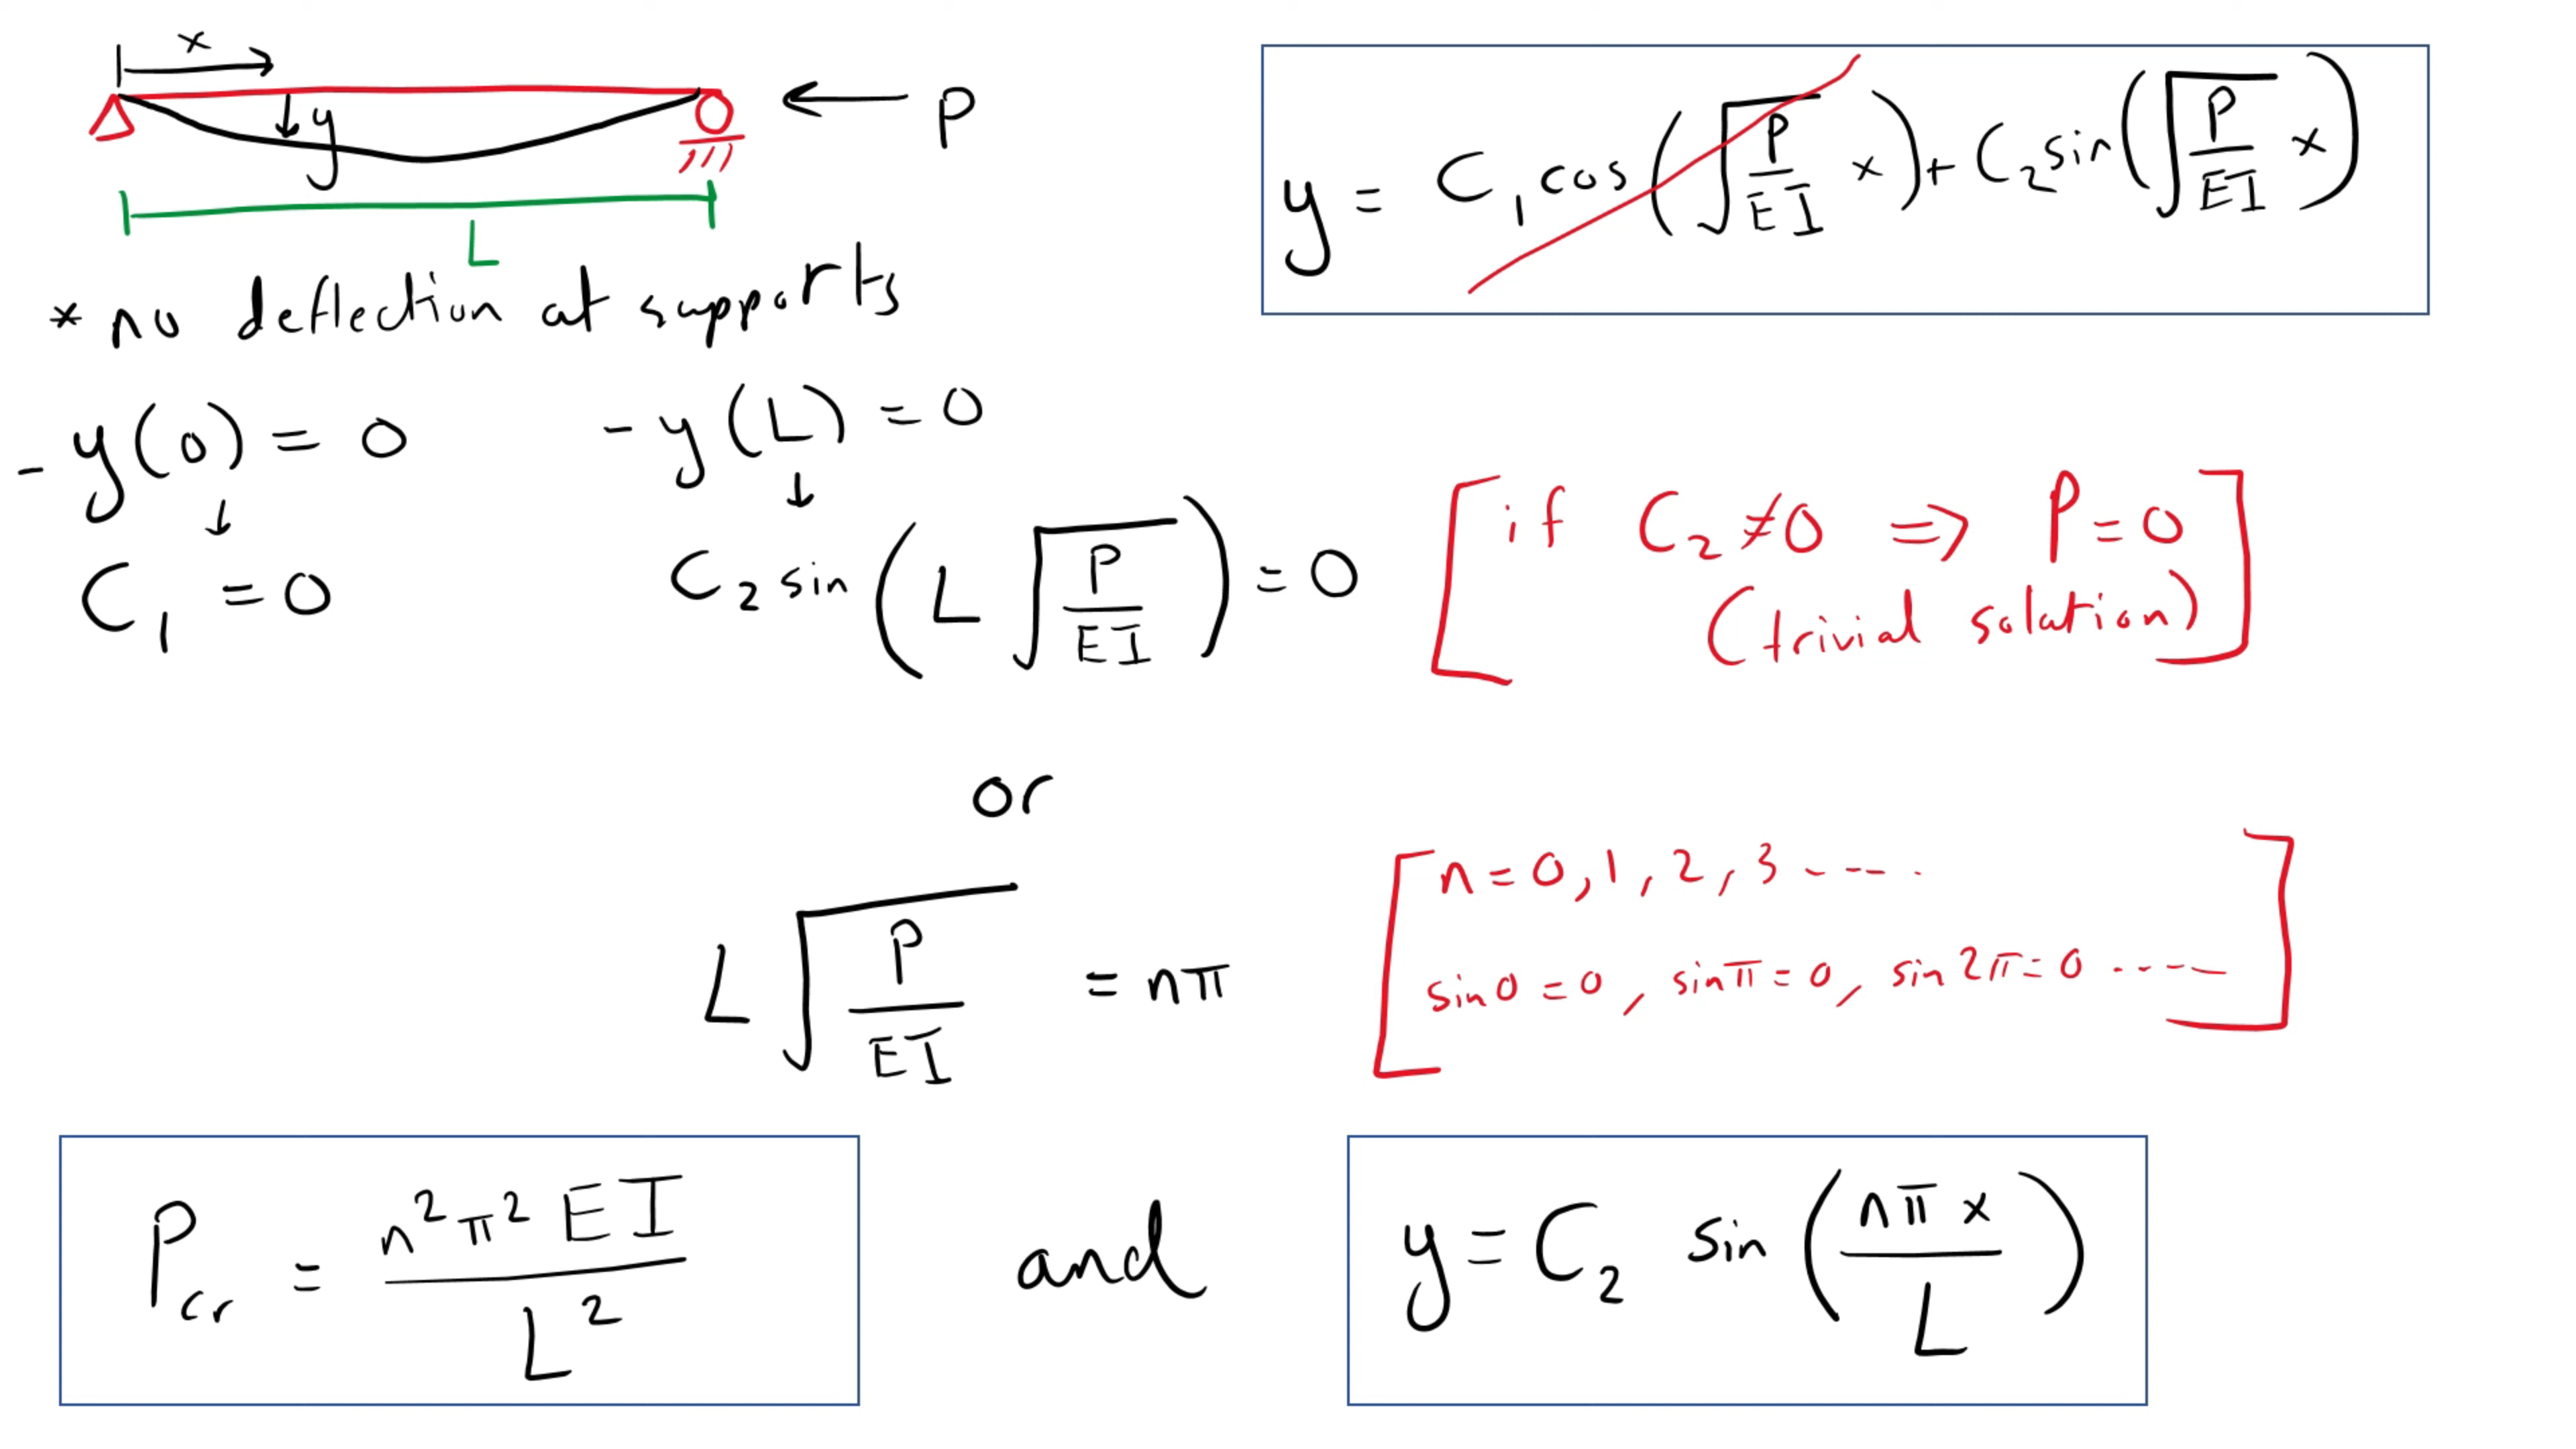 x
y
← P
L
* no deflection at supports
y = C₁cos(√(P/EI) x) + C₂sin(√(P/EI) x)
- y(0) = 0
↓
C₁ = 0
- y(L) = 0
↓
C₂ sin(L√(P/EI)) = 0
[if C₂ ≠ 0 => P = 0
(trivial solution)]
or
L√(P/EI) = nπ
[n = 0, 1, 2, 3 -----
sin0 = 0, sinπ = 0, sin2π = 0 -----]
P_cr = n²π²EI / L²
and
y = C₂ sin(nπx / L)